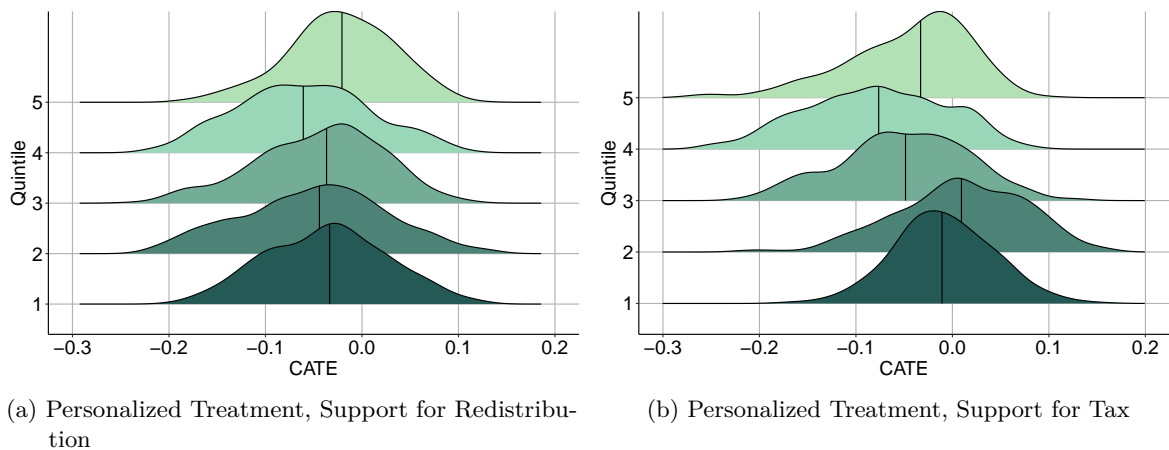 Quintile
5
4
3
2
1
−0.3 −0.2 −0.1 0.0 0.1 0.2
CATE
(a) Personalized Treatment, Support for Redistribu-
tion
Quintile
5
4
3
2
1
−0.3 −0.2 −0.1 0.0 0.1 0.2
CATE
(b) Personalized Treatment, Support for Tax